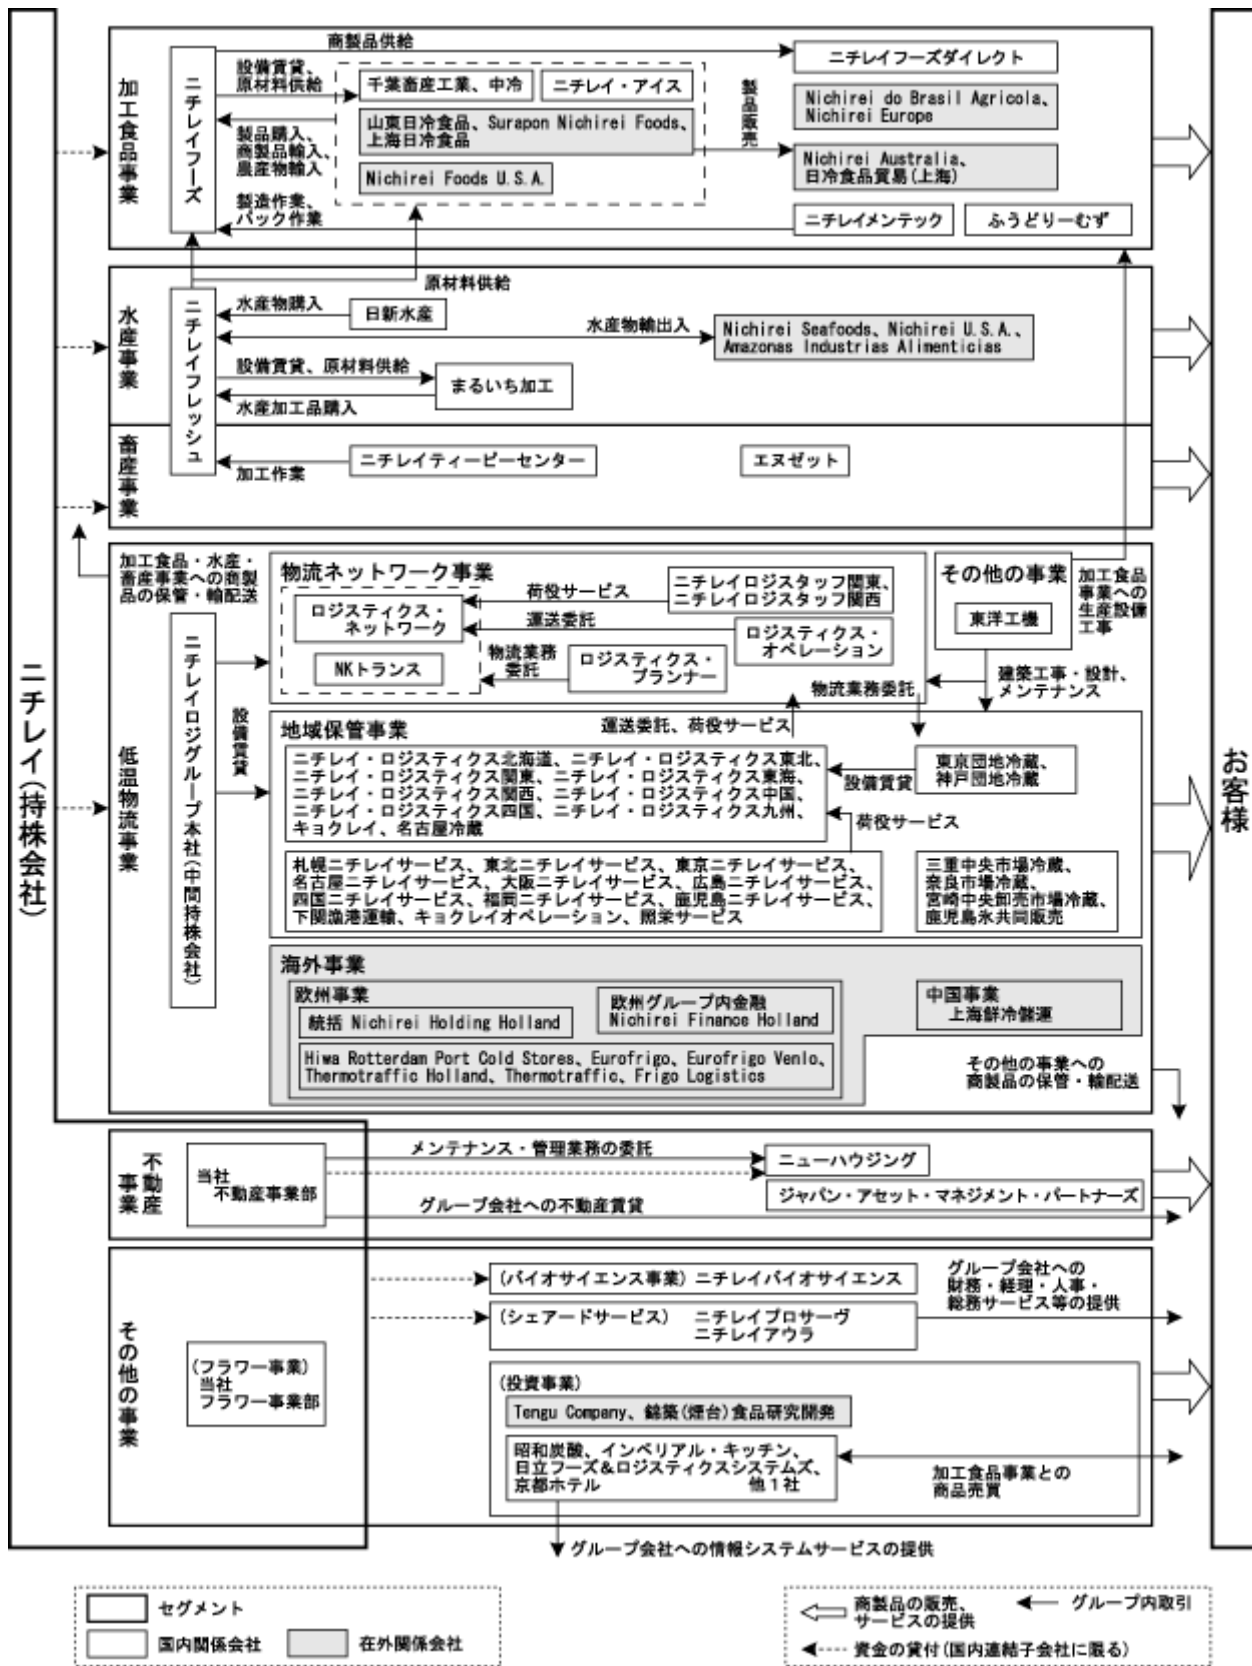 ニチレイ(持株会社)
お客様
加工食品事業
ニチレイフーズ
商製品供給
設備賃貸、
原材料供給
製品購入、
商製品輸入、
農産物輸入
製造作業、
パック作業
千葉畜産工業、中冷
ニチレイ・アイス
山東日冷食品、Surapon Nichirei Foods、
上海日冷食品
Nichirei Foods U.S.A.
製品販売
ニチレイフーズダイレクト
Nichirei do Brasil Agricola、
Nichirei Europe
Nichirei Australia、
日冷食品貿易(上海)
ニチレイメンテック
ふうどりーむず
原材料供給
水産事業
ニチレイフレッシュ
水産物購入
日新水産
水産物輸出入
Nichirei Seafoods、Nichirei U.S.A.、
Amazonas Industrias Alimenticias
設備賃貸、原材料供給
まるいち加工
水産加工品購入
畜産事業
加工作業
ニチレイティーピーセンター
エヌゼット
低温物流事業
加工食品・水産・
畜産事業への商製
品の保管・輸配送
ニチレイロジグループ本社(中間持株会社)
設備賃貸
物流ネットワーク事業
ロジスティクス・
ネットワーク
NKトランス
荷役サービス
運送委託
物流業務
委託
ニチレイロジスタッフ関東、
ニチレイロジスタッフ関西
ロジスティクス・
オペレーション
ロジスティクス・
プランナー
その他の事業
東洋工機
加工食品
事業への
生産設備
工事
建築工事・設計、
メンテナンス
物流業務委託
地域保管事業
運送委託、荷役サービス
ニチレイ・ロジスティクス北海道、ニチレイ・ロジスティクス東北、
ニチレイ・ロジスティクス関東、ニチレイ・ロジスティクス東海、
ニチレイ・ロジスティクス関西、ニチレイ・ロジスティクス中国、
ニチレイ・ロジスティクス四国、ニチレイ・ロジスティクス九州、
キョクレイ、名古屋冷蔵
設備賃貸
東京団地冷蔵、
神戸団地冷蔵
荷役サービス
札幌ニチレイサービス、東北ニチレイサービス、東京ニチレイサービス、
名古屋ニチレイサービス、大阪ニチレイサービス、広島ニチレイサービス、
四国ニチレイサービス、福岡ニチレイサービス、鹿児島ニチレイサービス、
下関漁港運輸、キョクレイオペレーション、照栄サービス
三重中央市場冷蔵、
奈良市場冷蔵、
宮崎中央卸売市場冷蔵、
鹿児島氷共同販売
海外事業
欧州事業
統括 Nichirei Holding Holland
欧州グループ内金融
Nichirei Finance Holland
Hiwa Rotterdam Port Cold Stores、Eurofrigo、Eurofrigo Venlo、
Thermotraffic Holland、Thermotraffic、Frigo Logistics
中国事業
上海鮮冷儲運
その他の事業への
商製品の保管・輸配送
不動産
事業
当社
不動産事業部
メンテナンス・管理業務の委託
ニューハウジング
ジャパン・アセット・マネジメント・パートナーズ
グループ会社への不動産賃貸
その他の事業
(フラワー事業)
当社
フラワー事業部
(バイオサイエンス事業) ニチレイバイオサイエンス
(シェアードサービス) ニチレイプロサーヴ
ニチレイアウラ
グループ会社への
財務・経理・人事・
総務サービス等の提供
(投資事業)
Tengu Company、錦築(煙台)食品研究開発
昭和炭酸、インペリアル・キッチン、
日立フーズ&ロジスティクスシステムズ、
京都ホテル 他1社
加工食品事業との
商品売買
グループ会社への情報システムサービスの提供
セグメント
国内関係会社
在外関係会社
商製品の販売、
サービスの提供
グループ内取引
資金の貸付(国内連結子会社に限る)